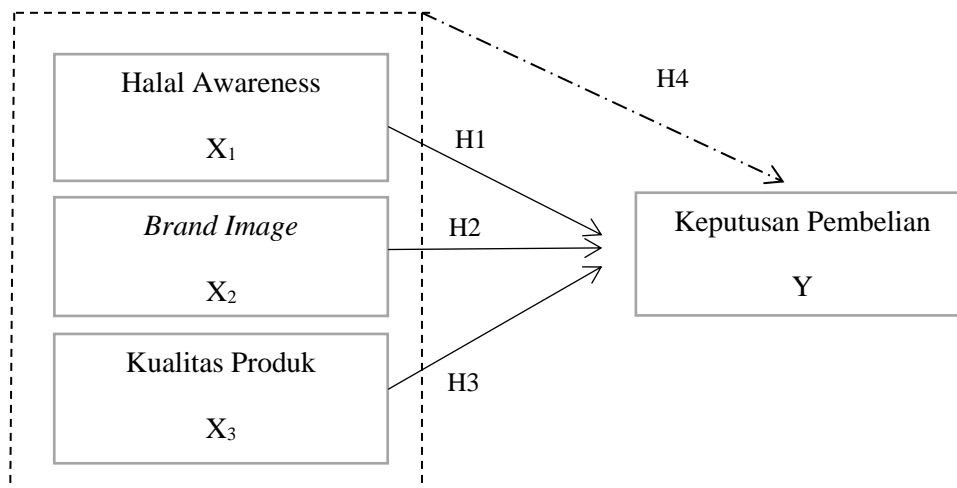 Halal Awareness
X₁
Brand Image
X₂
Kualitas Produk
X₃
H1
H2
H3
H4
Keputusan Pembelian
Y